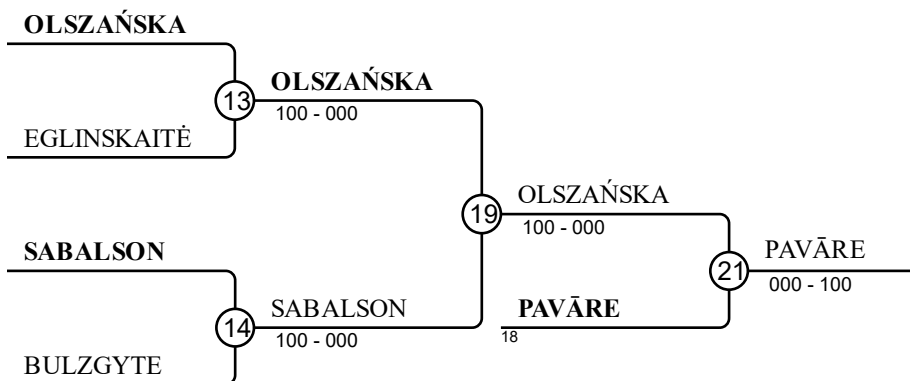 OLSZAŃSKA
13
OLSZAŃSKA
100 - 000
EGLINSKAITĖ
19
OLSZAŃSKA
100 - 000
SABALSON
14
SABALSON
100 - 000
BULZGYTE
21
PAVĀRE
000 - 100
PAVĀRE
18